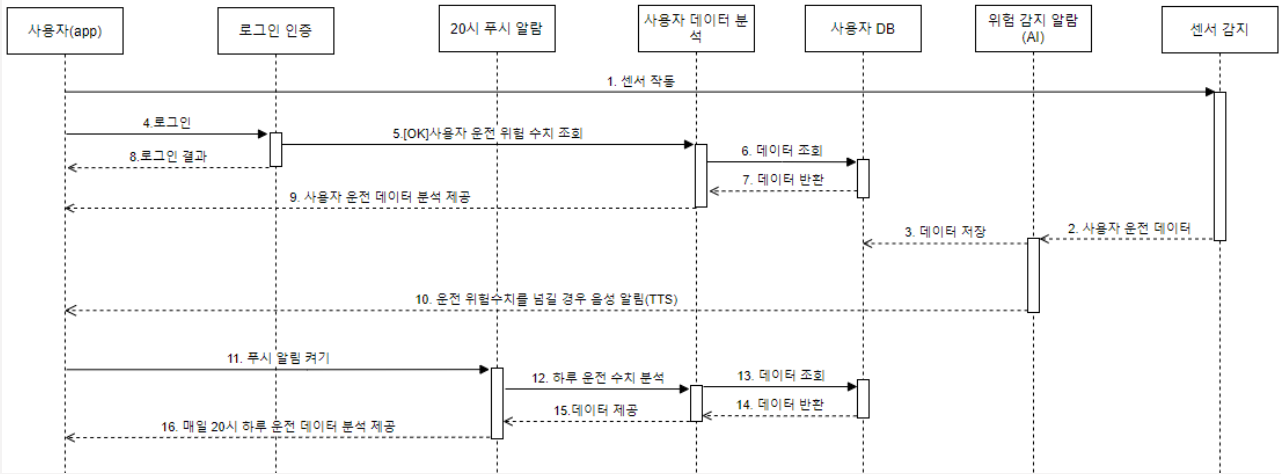 사용자(app)
로그인 인증
20시 푸시 알람
사용자 데이터 분
석
사용자 DB
위험 감지 알람
(AI)
센서 감지
1. 센서 작동
4.로그인
5.[OK]사용자 운전 위험 수치 조회
6. 데이터 조회
8.로그인 결과
7. 데이터 반환
9. 사용자 운전 데이터 분석 제공
3. 데이터 저장
2. 사용자 운전 데이터
10. 운전 위험수치를 넘길 경우 음성 알림(TTS)
11. 푸시 알림 켜기
12. 하루 운전 수치 분석
13. 데이터 조회
15.데이터 제공
14. 데이터 반환
16. 매일 20시 하루 운전 데이터 분석 제공